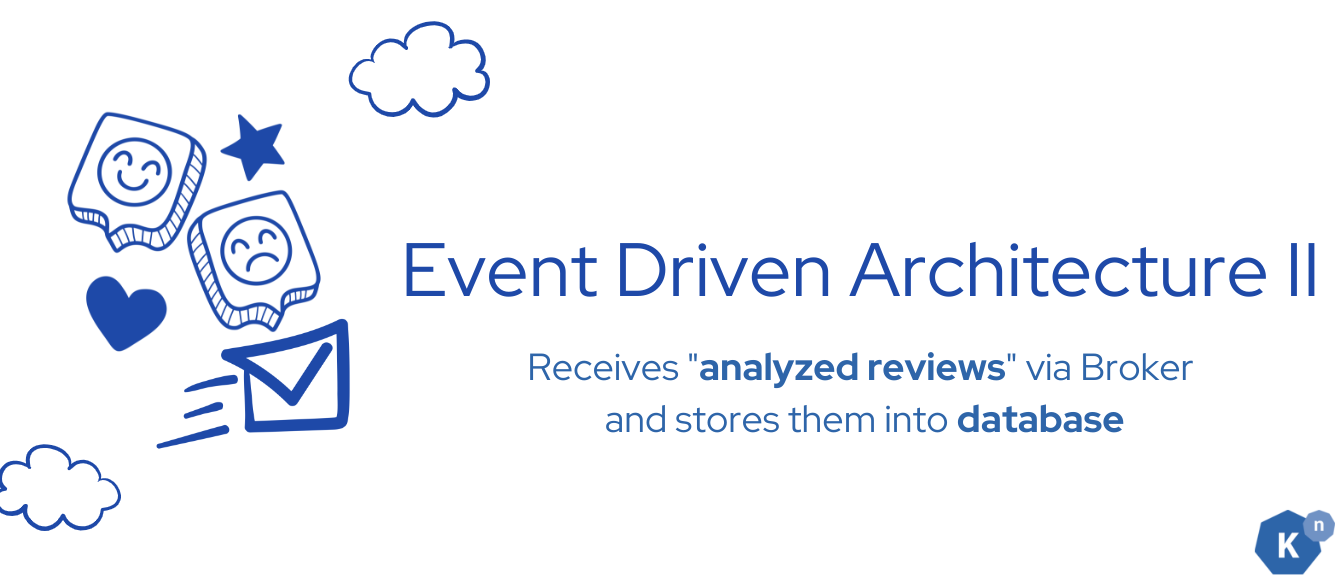 Event Driven Architecture II
Receives "analyzed reviews" via Broker
and stores them into database
K n